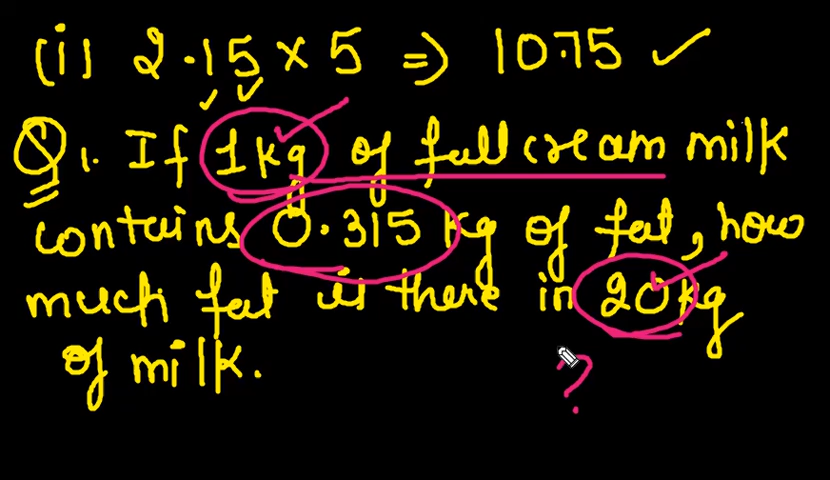 (i) 2.15 × 5 ⇒ 10.75 ✓
Q1. If 1kg of full cream milk
contains 0.315 kg of fat, how
much fat is there in 20kg
of milk.
?